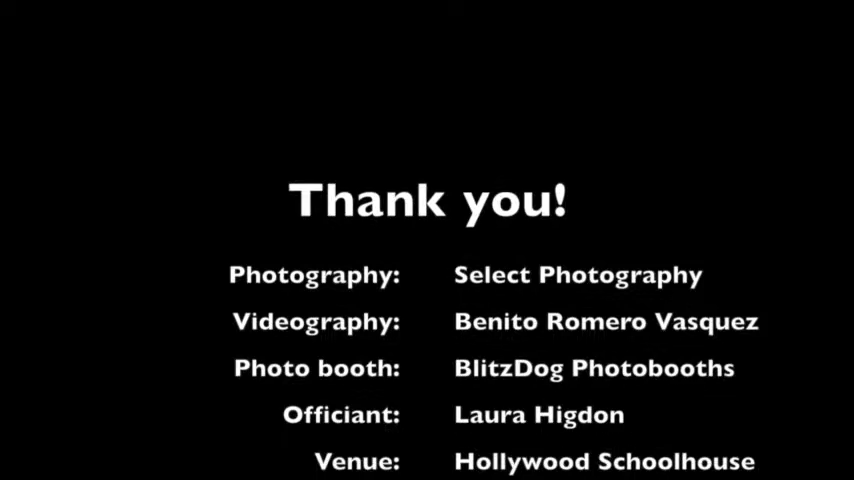 Thank you!
Photography: Select Photography
Videography: Benito Romero Vasquez
Photo booth: BlitzDog Photobooths
Officiant: Laura Higdon
Venue: Hollywood Schoolhouse